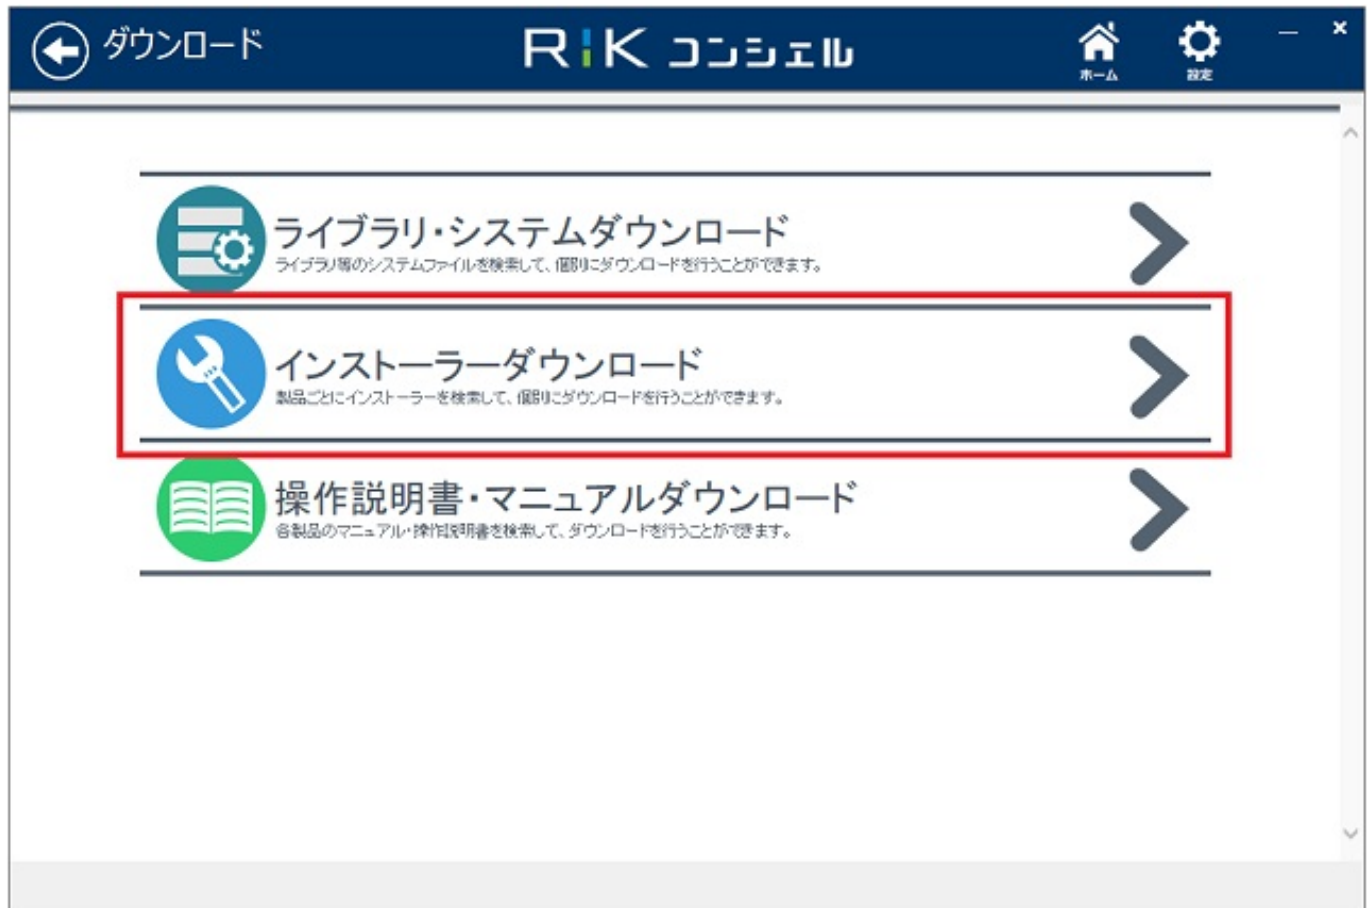 ダウンロード
RiK コンシェル
ホーム
設定
ライブラリ・システムダウンロード
ライブラリ等のシステムファイルを検索して、個別にダウンロードを行うことができます。
インストーラーダウンロード
製品ごとにインストーラーを検索して、個別にダウンロードを行うことができます。
操作説明書・マニュアルダウンロード
各製品のマニュアル・操作説明書を検索して、ダウンロードを行うことができます。